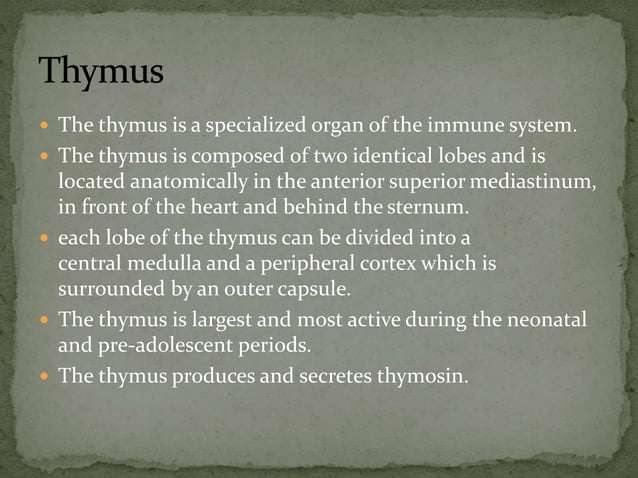 Thymus
• The thymus is a specialized organ of the immune system.
• The thymus is composed of two identical lobes and is
located anatomically in the anterior superior mediastinum,
in front of the heart and behind the sternum.
• each lobe of the thymus can be divided into a
central medulla and a peripheral cortex which is
surrounded by an outer capsule.
• The thymus is largest and most active during the neonatal
and pre-adolescent periods.
• The thymus produces and secretes thymosin.